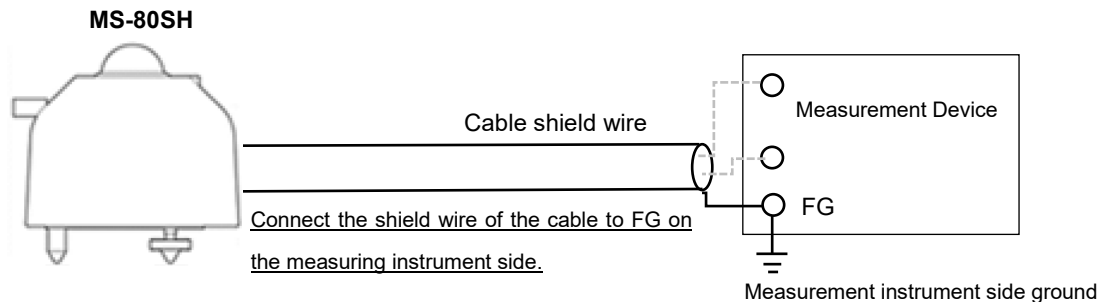 MS-80SH
Cable shield wire
Measurement Device
Connect the shield wire of the cable to FG on
the measuring instrument side.
FG
Measurement instrument side ground